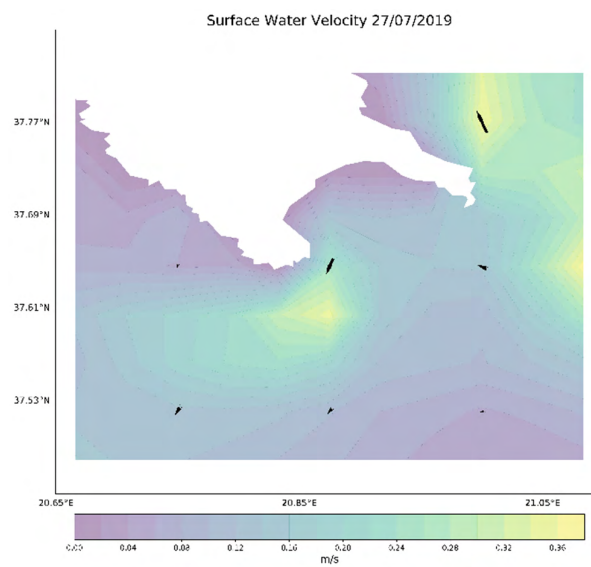 Surface Water Velocity 27/07/2019
37.77°N
37.69°N
37.61°N
37.53°N
20.65°E 20.85°E 21.05°E
0.00 0.04 0.08 0.12 0.16 0.20 0.24 0.28 0.32 0.36
m/s